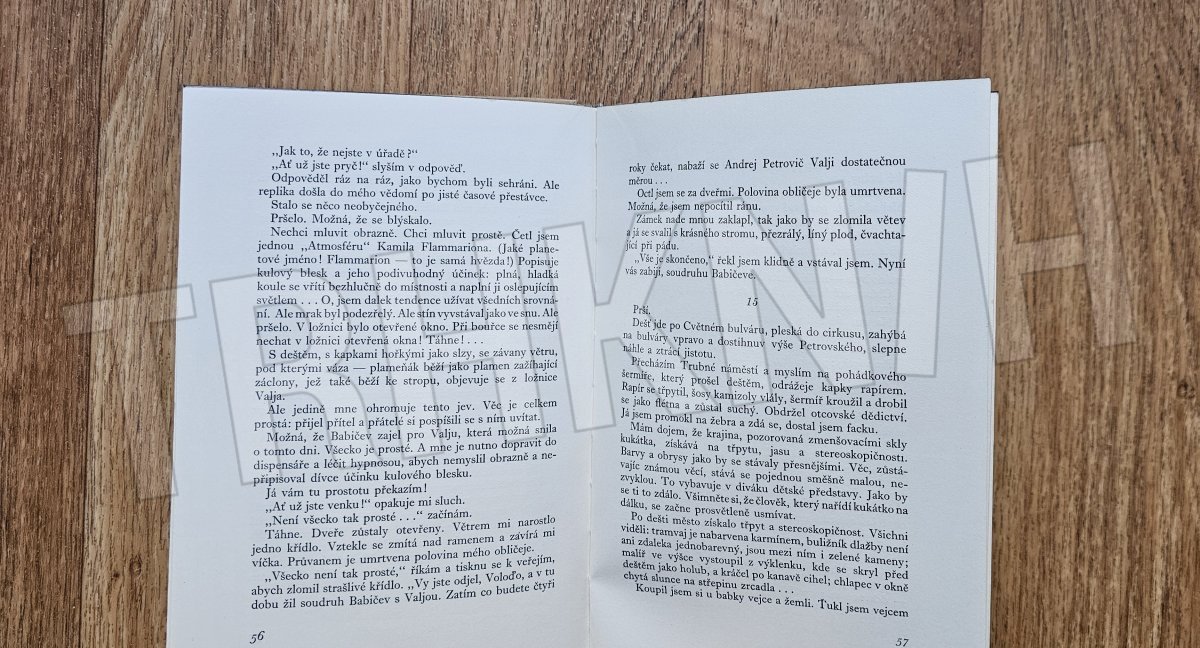 „Jak to, že nejste v úřadě?“
„Ať už jste pryč!“ slyším v odpověď.
Odpověděl ráz na ráz, jako bychom byli sehráni. Ale
replika došla do mého vědomí po jisté časové přestávce.
Stalo se něco neobyčejného.
Pršelo. Možná, že se blýskalo.
Nechci mluvit obrazně. Chci mluvit prostě. Četl jsem
jednou „Atmosféru“ Kamila Flammariona. (Jaké plane-
tové jméno! Flammarion — to je samá hvězda!) Popisuje
kulový blesk a jeho podivuhodný účinek: plná, hladká
koule se vřítí bezhlučně do místnosti a naplní ji oslepujícím
světlem . . . O, jsem dalek tendence užívat všedních srovná-
ní. Ale mrak byl podezřelý. Ale stín vyvstával jako ve snu. Ale
pršelo. V ložnici bylo otevřené okno. Při bouřce se nesmějí
nechat v ložnici otevřená okna! Táhne! . . .
S deštěm, s kapkami hořkými jako slzy, se závany větru,
pod kterými váza — plameňák běží jako plamen zažíhající
záclony, jež také běží ke stropu, objevuje se z ložnice
Valja.
Ale jedině mne ohromuje tento jev. Věc je celkem
prostá: přijel přítel a přátelé si pospíšili se s ním uvítat.
Možná, že Babičev zajel pro Valju, která možná snila
o tomto dni. Všecko je prosté. A mne je nutno dopravit do
dispensáře a léčit hypnosou, abych nemyslil obrazně a ne-
připisoval dívce účinku kulového blesku.
Já vám tu prostotu překazím!
„Ať už jste venku!“ opakuje mi sluch.
„Není všecko tak prosté . . .“ začínám.
Táhne. Dveře zůstaly otevřeny. Větrem mi narostlo
jedno křídlo. Vztekle se zmítá nad ramenem a zavírá mi
víčka. Průvanem je umrtvena polovina mého obličeje.
„Všecko není tak prosté,“ říkám a tisknu se k veřejím,
abych zlomil strašlivé křídlo. „Vy jste odjel, Voloďo, a v tu
dobu žil soudruh Babičev s Valjou. Zatím co budete čtyři
56
roky čekat, nabaží se Andrej Petrovič Valji dostatečnou
měrou . . .
Octl jsem se za dveřmi. Polovina obličeje byla umrtvena.
Možná, že jsem nepocítil ránu.
Zámek nade mnou zaklapl, tak jako by se zlomila větev
a já se svalil s krásného stromu, přezrálý, líný plod, čvachta-
jící při pádu.
„Vše je skončeno,“ řekl jsem klidně a vstával jsem. Nyní
vás zabiji, soudruhu Babičeve.
15
Prší.
Dešť jde po Květném bulváru, pleská do cirkusu, zahýbá
na bulváry vpravo a dostihnuv výše Petrovského, slepne
náhle a ztrácí jistotu.
Přecházím Trubné náměstí a myslím na pohádkového
šermíře, který prošel deštěm, odrážeje kapky rapírem.
Rapír se třpytil, šosy kamizoly vlály, šermíř kroužil a drobil
se jako flétna a zůstal suchý. Obdržel otcovské dědictví.
Já jsem promokl na žebra a zdá se, dostal jsem facku.
Mám dojem, že krajina, pozorovaná zmenšovacími skly
kukátka, získává na třpytu, jasu a stereoskopičnosti.
Barvy a obrysy jako by se stávaly přesnějšími. Věc, zůstá-
vajíc známou věcí, stává se pojednou směšně malou, ne-
zvyklou. To vybavuje v diváku dětské představy. Jako by
se ti to zdálo. Všimněte si, že člověk, který nařídí kukátko na
dálku, se začne prosvětleně usmívat.
Po dešti město získalo třpyt a stereoskopičnost. Všichni
viděli: tramvaj je nabarvena karmínem, buližník dlažby není
ani zdaleka jednobarevný, jsou mezi ním i zelené kameny;
malíř ve výšce vystoupil z výklenku, kde se skryl před
deštěm jako holub, a kráčel po kanavě cihel; chlapec v okně
chytá slunce na střepinu zrcadla . . .
Koupil jsem si u babky vejce a žemli. Tukl jsem vejcem
57